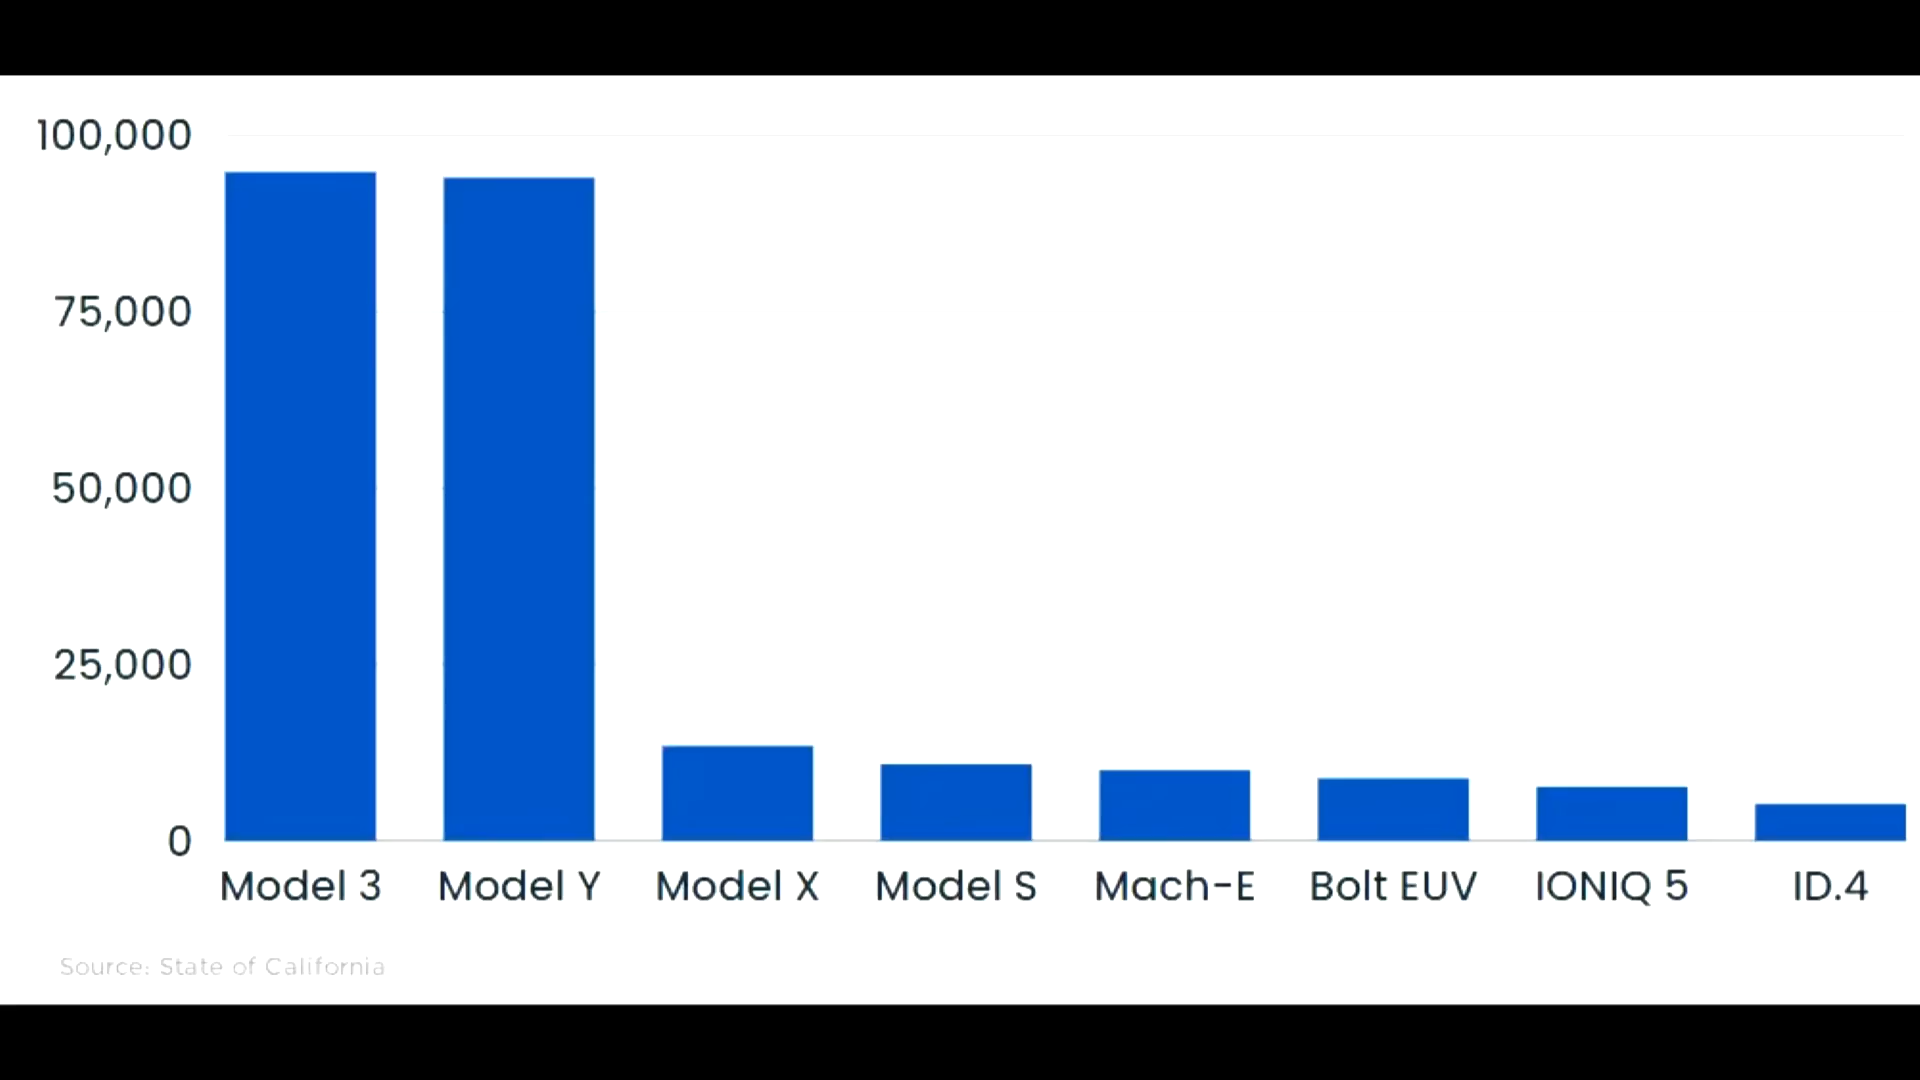 100,000
75,000
50,000
25,000
0
Model 3 Model Y Model X Model S Mach-E Bolt EUV IONIQ 5 ID.4
Source: State of California